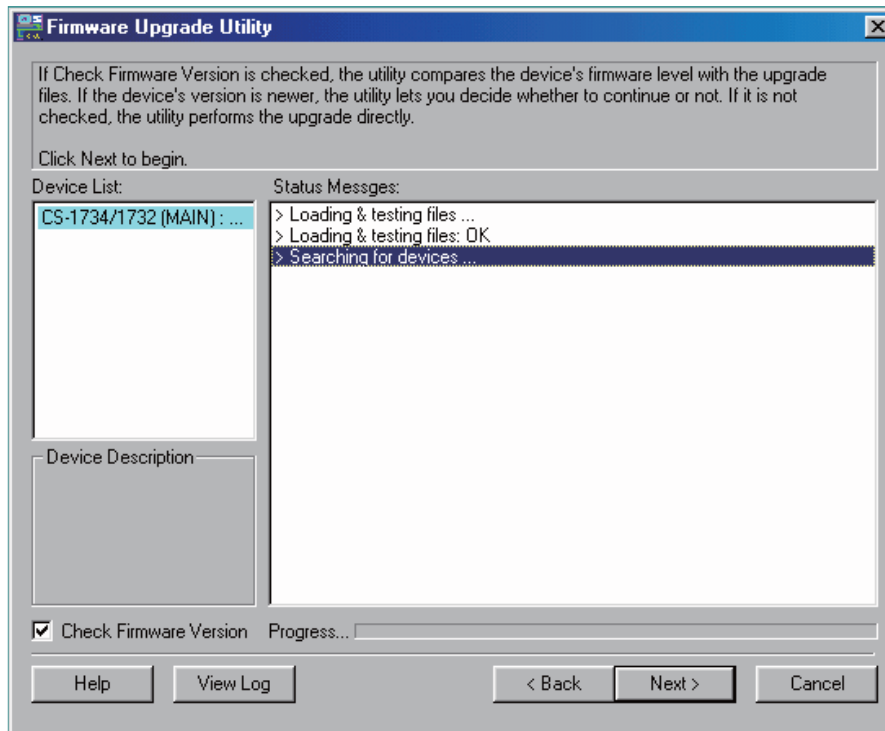 Firmware Upgrade Utility
If Check Firmware Version is checked, the utility compares the device's firmware level with the upgrade
files. If the device's version is newer, the utility lets you decide whether to continue or not. If it is not
checked, the utility performs the upgrade directly.
Click Next to begin.
Device List:
CS-1734/1732 (MAIN) : ...
Status Messges:
> Loading & testing files ...
> Loading & testing files: OK
> Searching for devices ...
Device Description
Check Firmware Version
Progress...
Help
View Log
< Back
Next >
Cancel